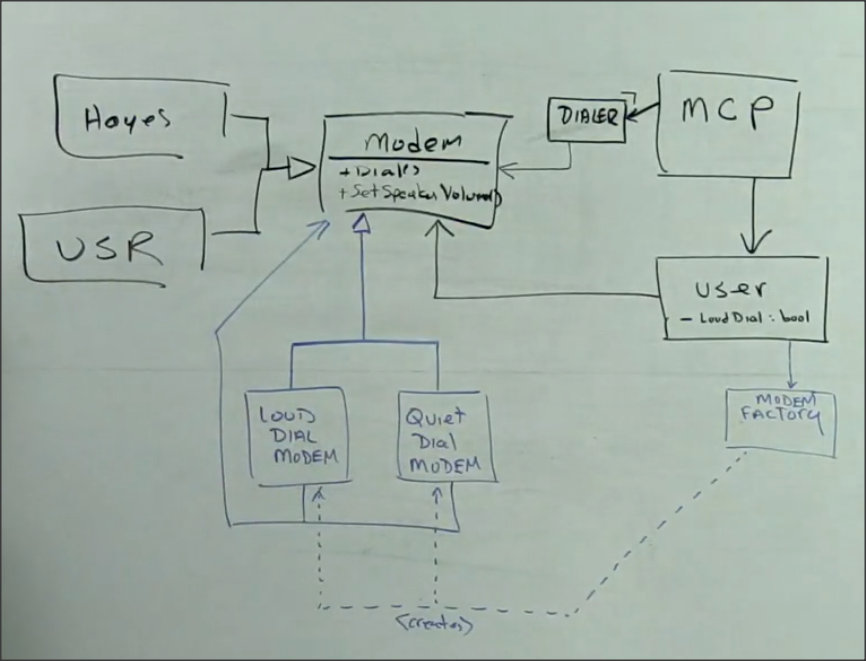 Hayes
USR
Modem
+Dial()
+SetSpeakerVolume()
DIALER
MCP
User
- LoudDial : bool
LOUD
DIAL
MODEM
Quiet
Dial
MODEM
MODEM
FACTORY
<creates>